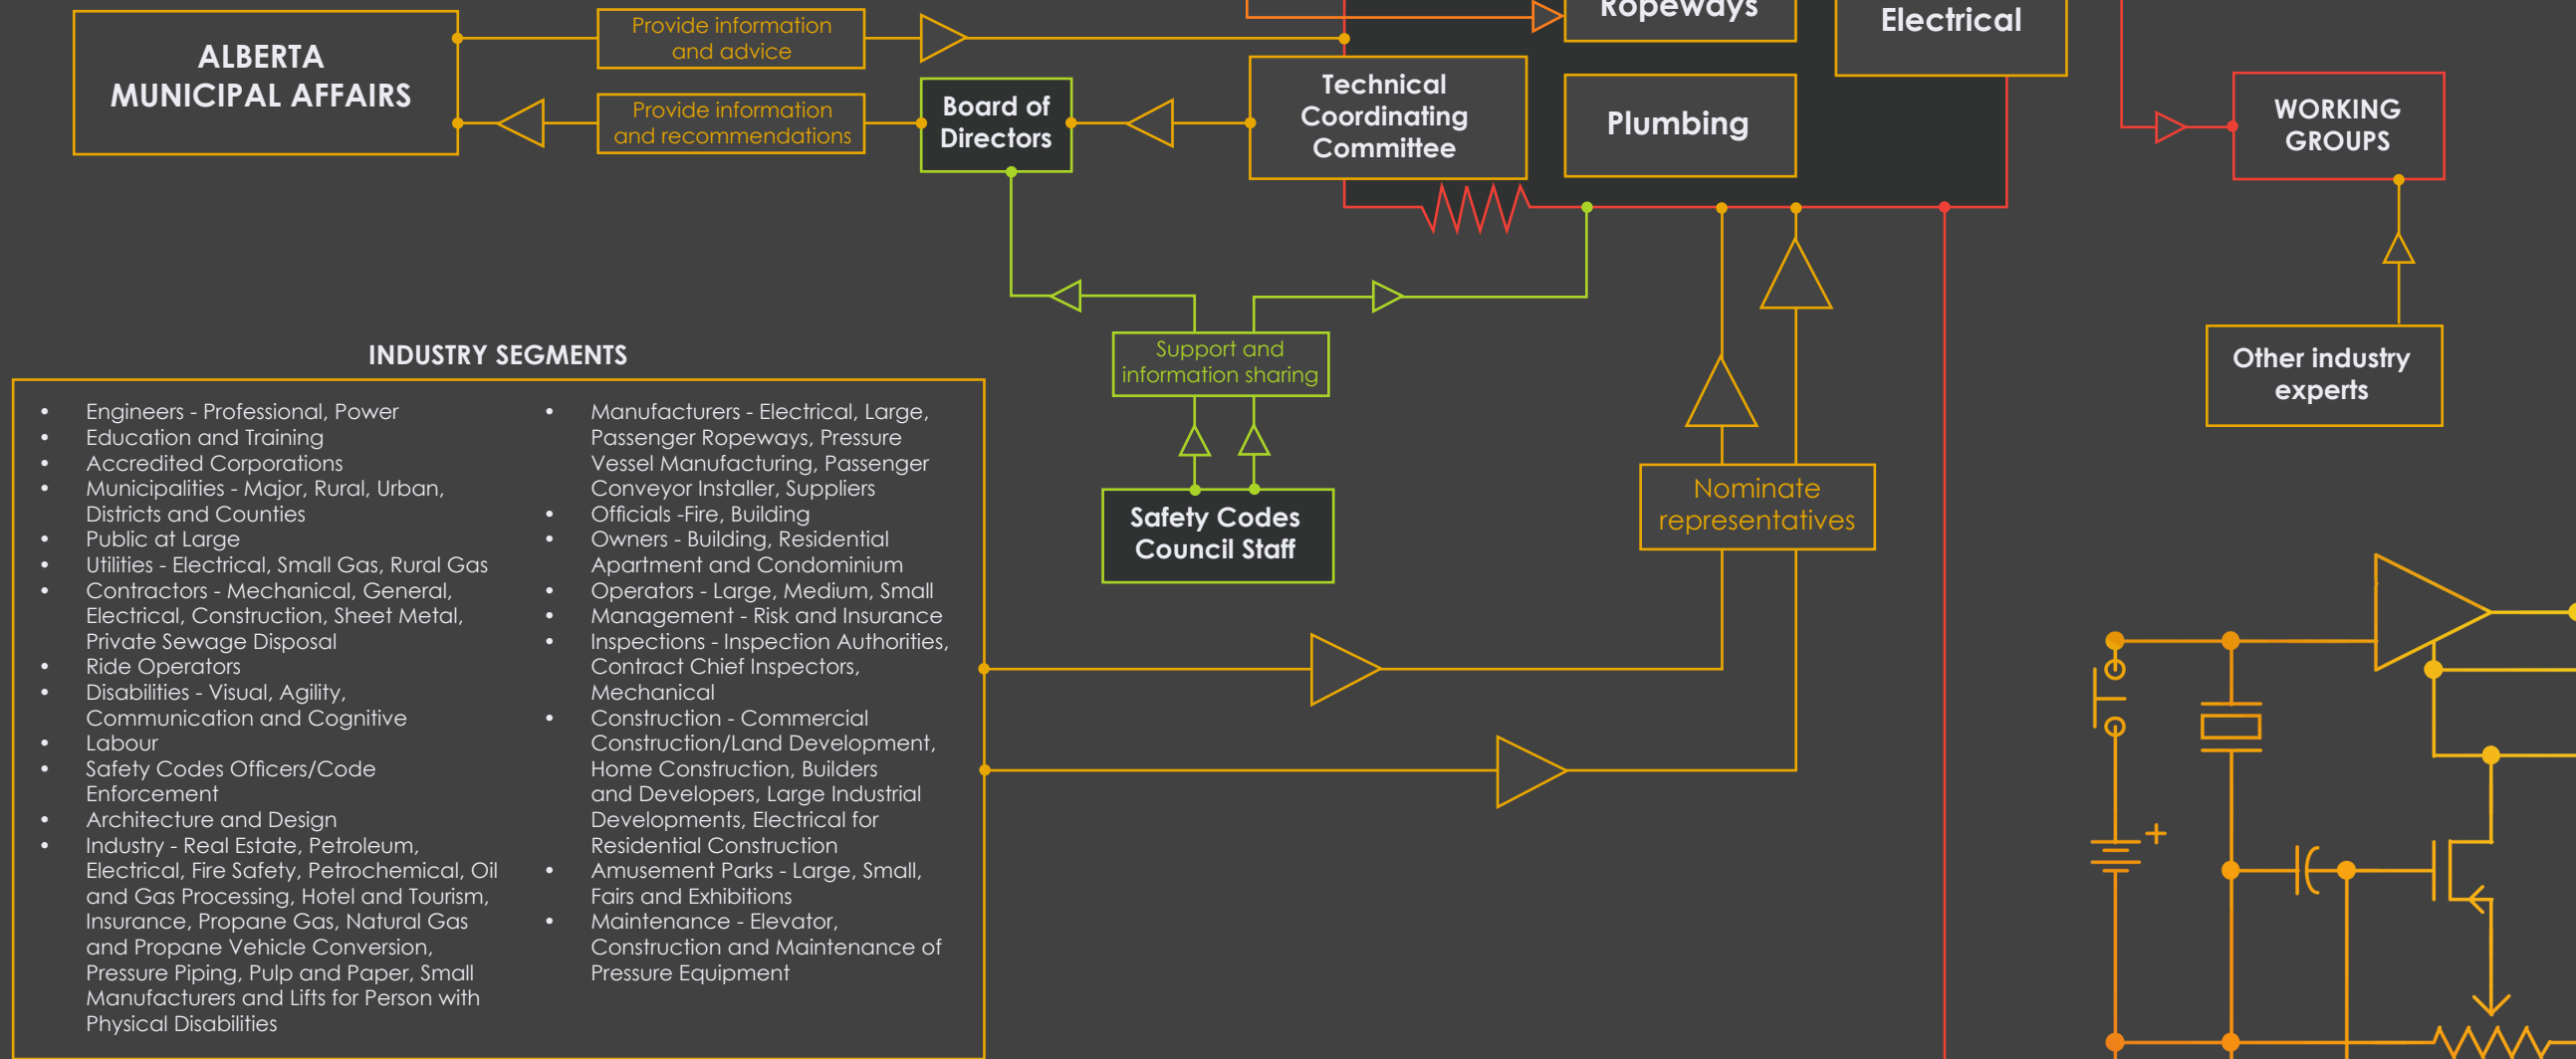 Ropeways
Electrical
ALBERTA
MUNICIPAL AFFAIRS
Provide information
and advice
Provide information
and recommendations
Board of
Directors
Technical
Coordinating
Committee
Plumbing
WORKING
GROUPS
Support and
information sharing
Other industry
experts
Safety Codes
Council Staff
Nominate
representatives
INDUSTRY SEGMENTS
• Engineers - Professional, Power
• Education and Training
• Accredited Corporations
• Municipalities - Major, Rural, Urban,
Districts and Counties
• Public at Large
• Utilities - Electrical, Small Gas, Rural Gas
• Contractors - Mechanical, General,
Electrical, Construction, Sheet Metal,
Private Sewage Disposal
• Ride Operators
• Disabilities - Visual, Agility,
Communication and Cognitive
• Labour
• Safety Codes Officers/Code
Enforcement
• Architecture and Design
• Industry - Real Estate, Petroleum,
Electrical, Fire Safety, Petrochemical, Oil
and Gas Processing, Hotel and Tourism,
Insurance, Propane Gas, Natural Gas
and Propane Vehicle Conversion,
Pressure Piping, Pulp and Paper, Small
Manufacturers and Lifts for Person with
Physical Disabilities
• Manufacturers - Electrical, Large,
Passenger Ropeways, Pressure
Vessel Manufacturing, Passenger
Conveyor Installer, Suppliers
• Officials -Fire, Building
• Owners - Building, Residential
Apartment and Condominium
• Operators - Large, Medium, Small
• Management - Risk and Insurance
• Inspections - Inspection Authorities,
Contract Chief Inspectors,
Mechanical
• Construction - Commercial
Construction/Land Development,
Home Construction, Builders
and Developers, Large Industrial
Developments, Electrical for
Residential Construction
• Amusement Parks - Large, Small,
Fairs and Exhibitions
• Maintenance - Elevator,
Construction and Maintenance of
Pressure Equipment
+